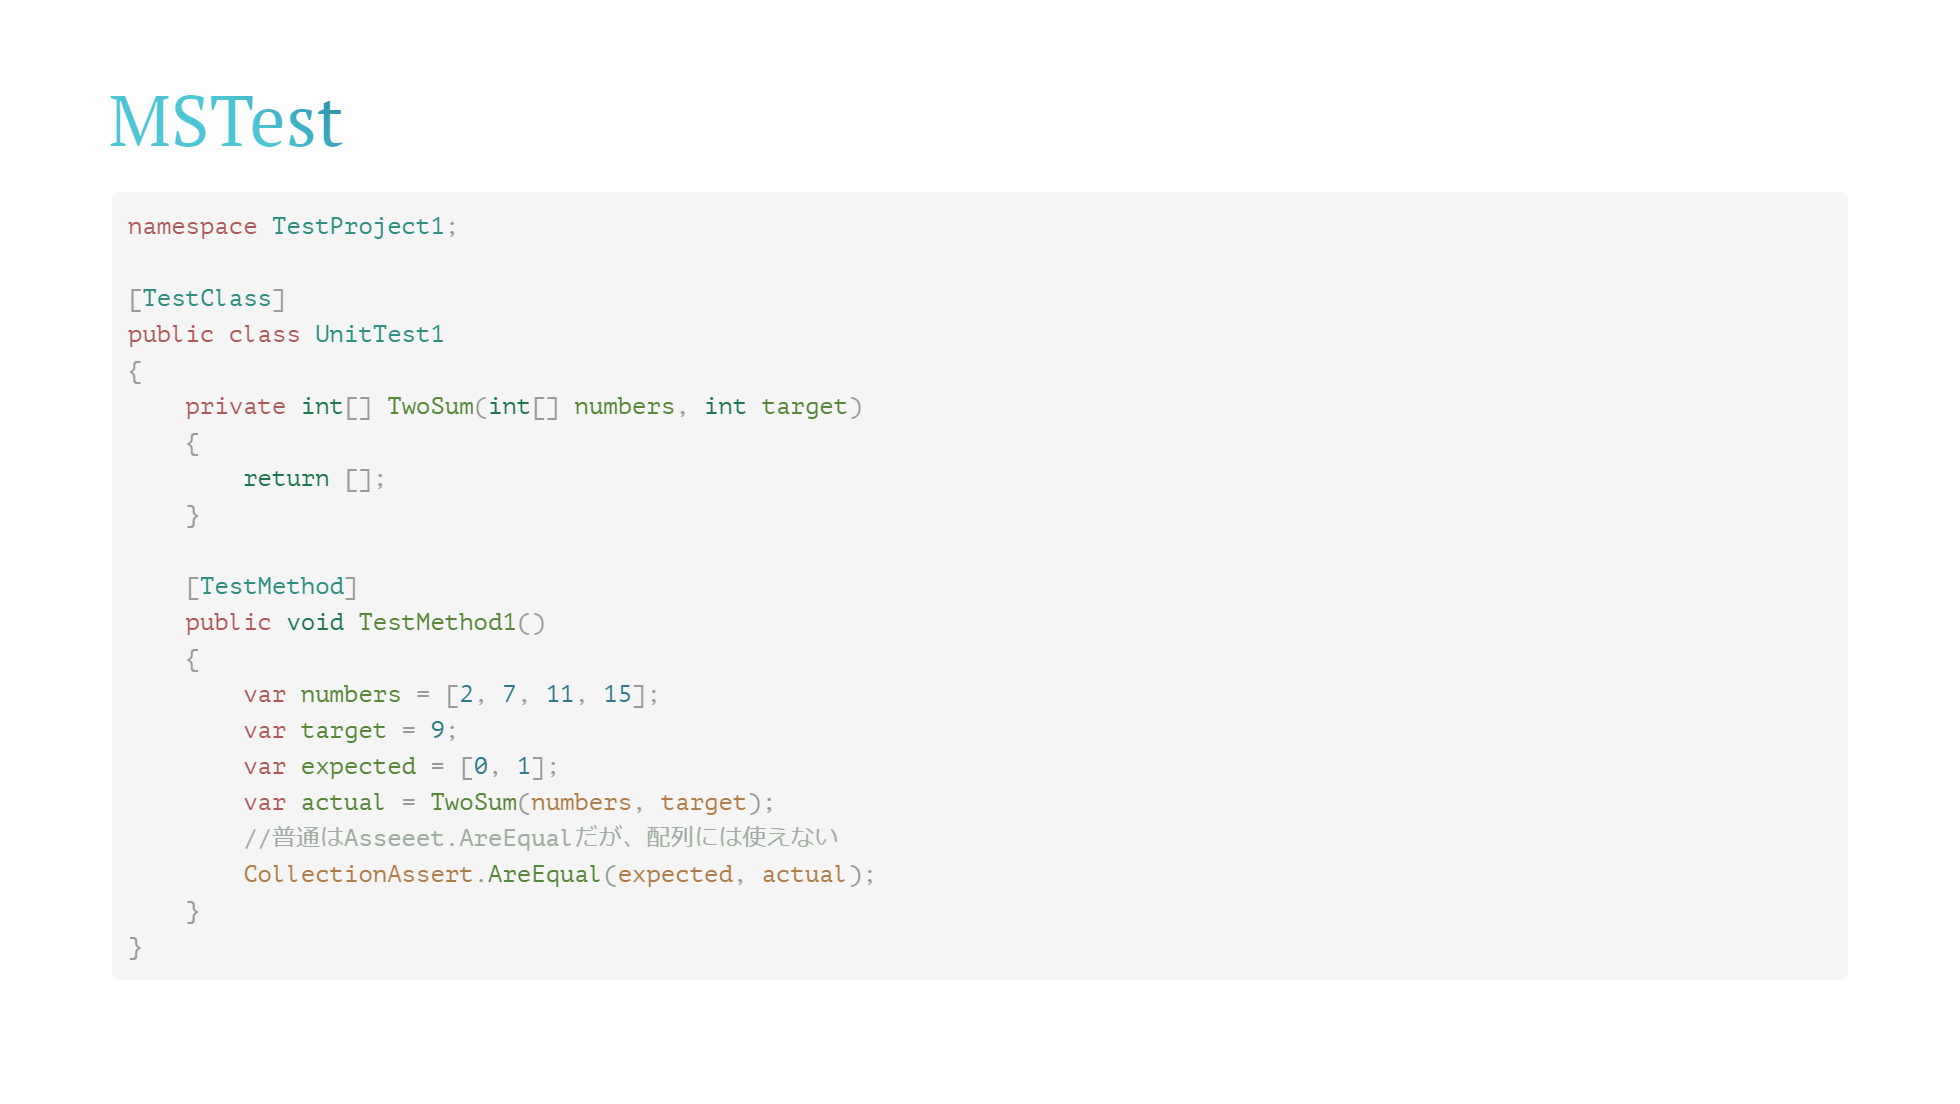 MSTest
namespace TestProject1;
[TestClass]
public class UnitTest1
{
    private int[] TwoSum(int[] numbers, int target)
    {
        return [];
    }
    [TestMethod]
    public void TestMethod1()
    {
        var numbers = [2, 7, 11, 15];
        var target = 9;
        var expected = [0, 1];
        var actual = TwoSum(numbers, target);
        //普通はAsseeet.AreEqualだが、配列には使えない
        CollectionAssert.AreEqual(expected, actual);
    }
}